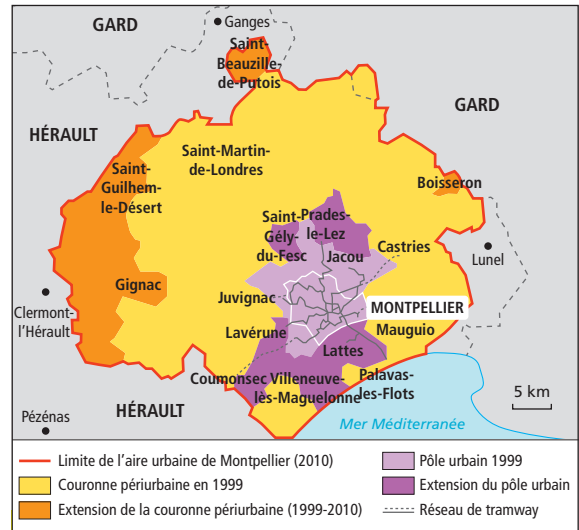 GARD
Ganges
Saint-
Beauzille-
de-Putois
GARD
HÉRAULT
Saint-Martin-
de-Londres
Saint-
Guilhem-
le-Désert
Boisseron
Saint-
Gély-
du-Fesc
Prades-
le-Lez
Castries
Jacou
Lunel
Gignac
Juvignac
Clermont-
l'Hérault
MONTPELLIER
Mauguio
Lavérune
Lattes
Coumonsec
Villeneuve-
lès-Maguelonne
Palavas-
les-Flots
5 km
Pézénas
HÉRAULT
Mer Méditerranée
Limite de l'aire urbaine de Montpellier (2010)
Couronne périurbaine en 1999
Extension de la couronne périurbaine (1999-2010)
Pôle urbain 1999
Extension du pôle urbain
Réseau de tramway